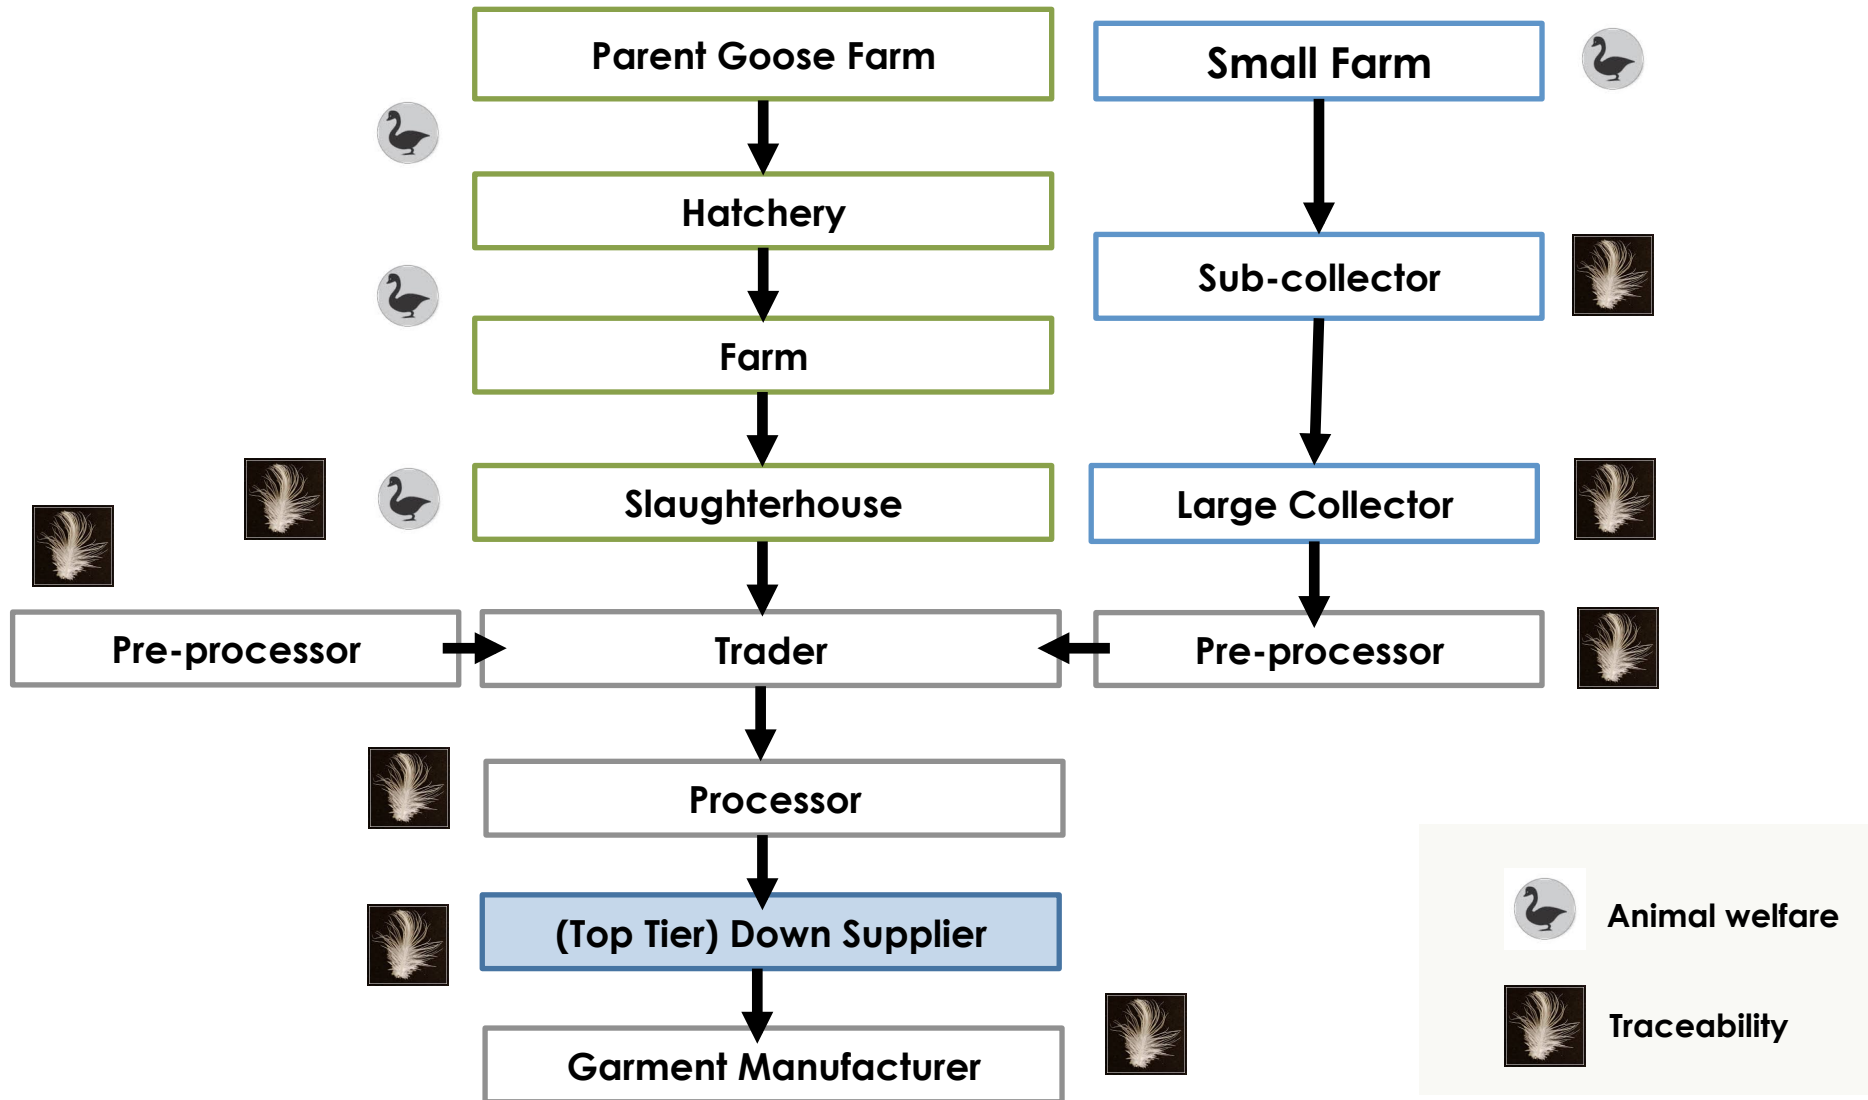 Parent Goose Farm
Small Farm
Hatchery
Sub-collector
Farm
Slaughterhouse
Large Collector
Pre-processor
Trader
Pre-processor
Processor
(Top Tier) Down Supplier
Animal welfare
Traceability
Garment Manufacturer